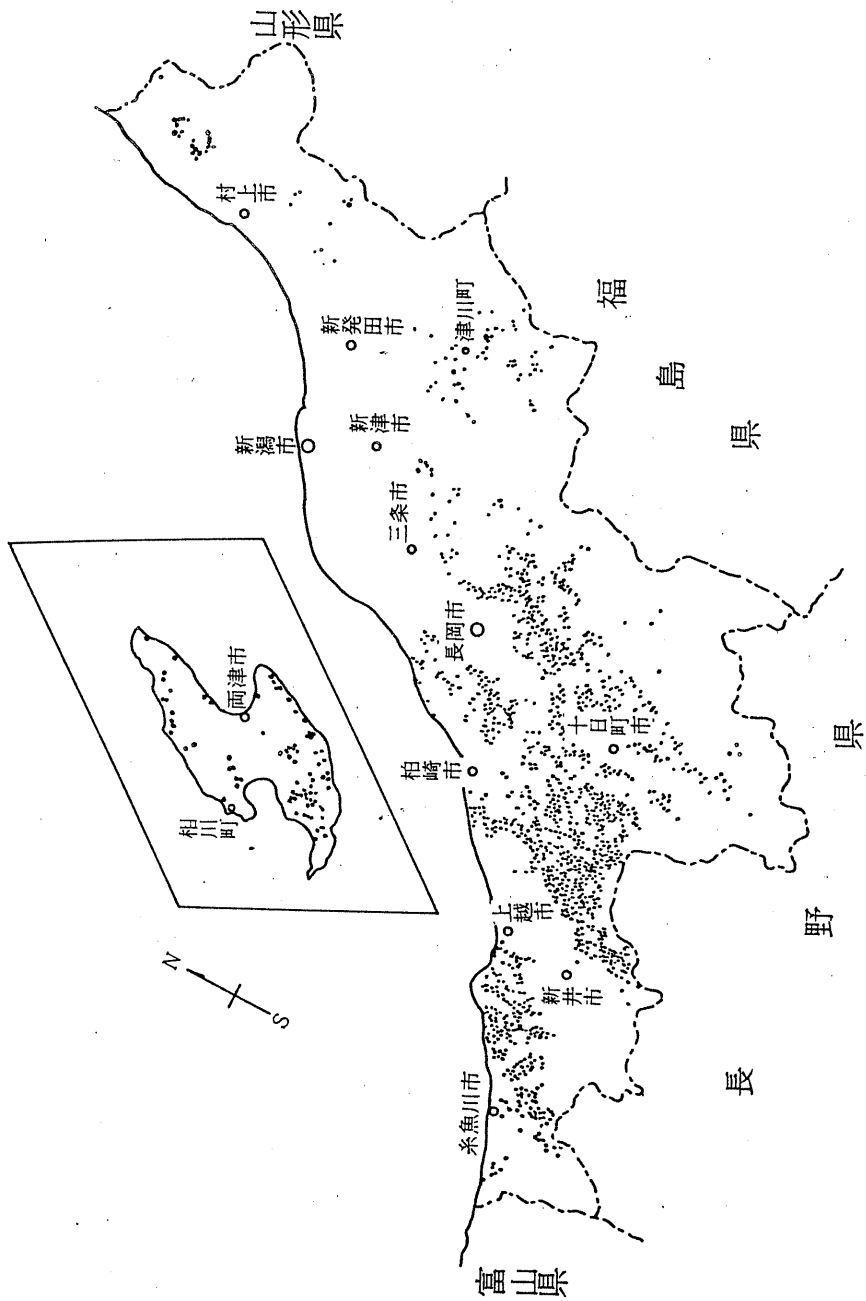 山形県
村上市
新発田市
津川町
福島県
新潟市
新津市
三条市
両津市
相川町
長岡市
十日町市
柏崎市
上越市
新井市
糸魚川市
長野県
富山県
N
S